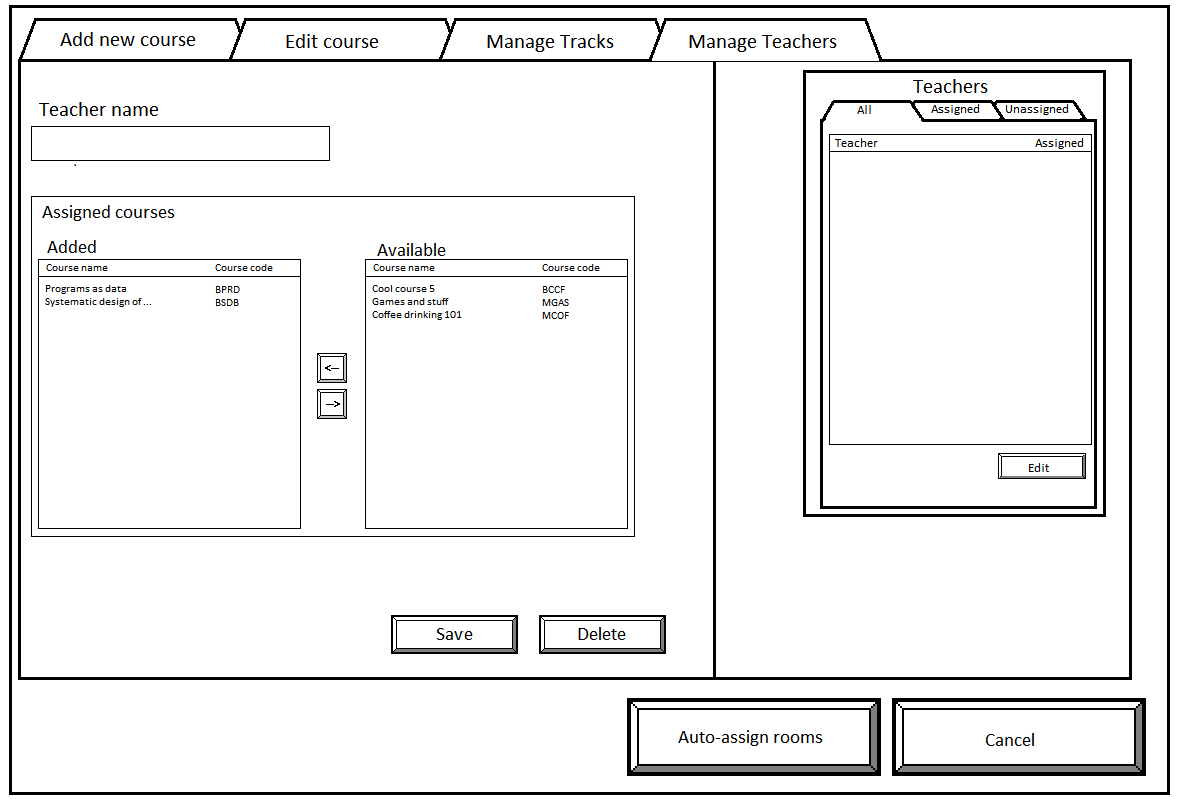 Add new course
Edit course
Manage Tracks
Manage Teachers
Teacher name
Assigned courses
Added
Course name Course code
Programs as data BPRD
Systematic design of ... BSDB
<-
->
Available
Course name Course code
Cool course 5 BCCF
Games and stuff MGAS
Coffee drinking 101 MCOF
Save
Delete
Teachers
All
Assigned
Unassigned
Teacher Assigned
Edit
Auto-assign rooms
Cancel